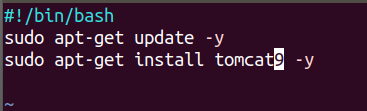 #!/bin/bash
sudo apt-get update -y
sudo apt-get install tomcat9 -y
~